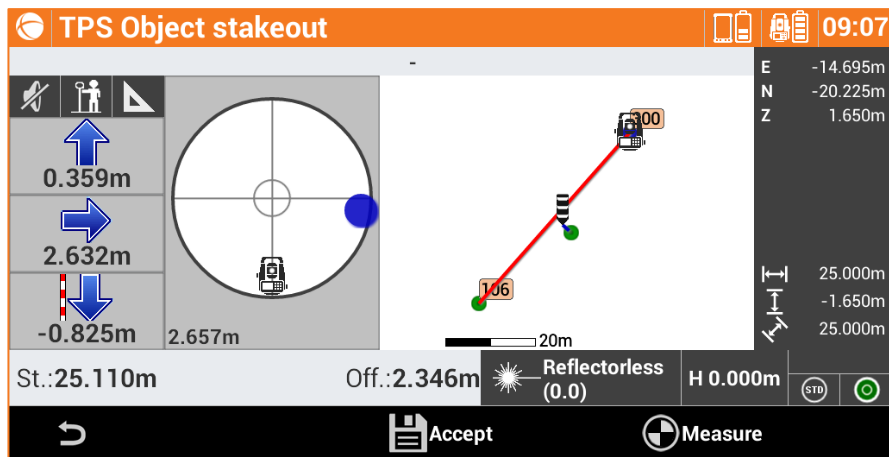 TPS Object stakeout
09:07
-
E -14.695m
N -20.225m
Z 1.650m
0.359m
2.632m
-0.825m
2.657m
300
106
20m
25.000m
-1.650m
25.000m
St.:25.110m
Off.:2.346m
Reflectorless
(0.0)
H 0.000m
STD
Accept
Measure